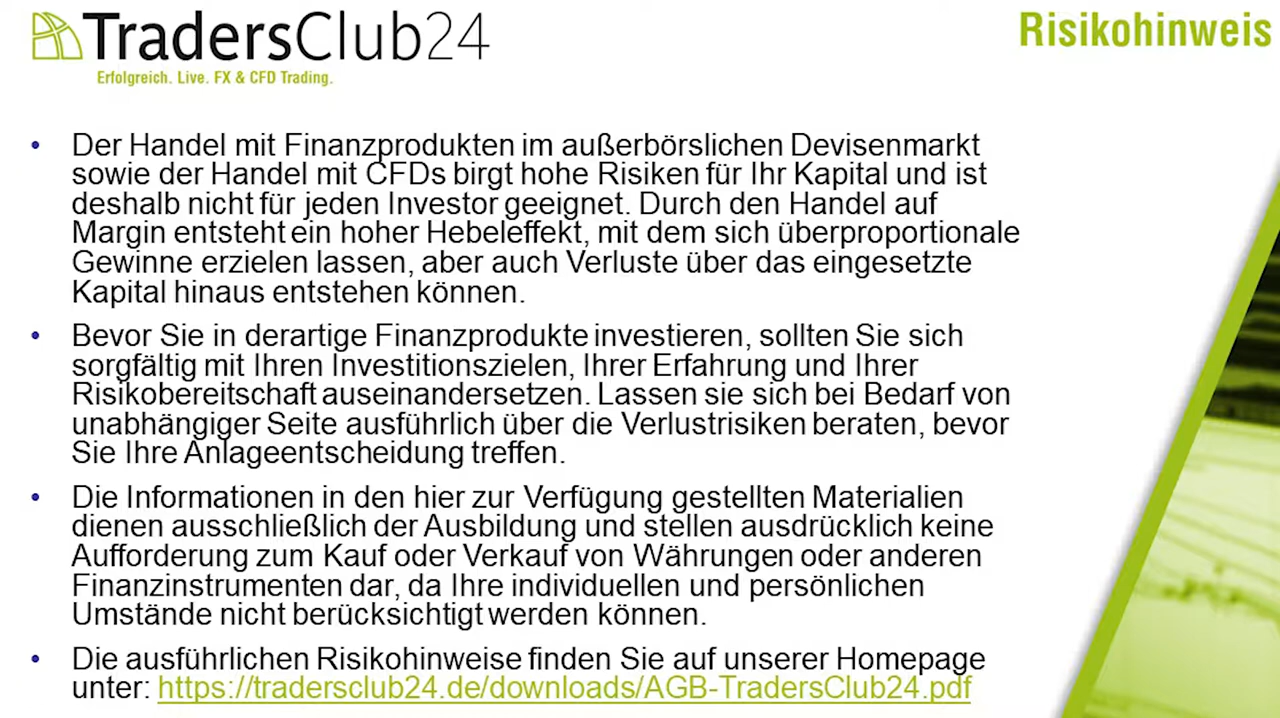 TradersClub24
Erfolgreich. Live. FX & CFD Trading.
Risikohinweis
• Der Handel mit Finanzprodukten im außerbörslichen Devisenmarkt
sowie der Handel mit CFDs birgt hohe Risiken für Ihr Kapital und ist
deshalb nicht für jeden Investor geeignet. Durch den Handel auf
Margin entsteht ein hoher Hebeleffekt, mit dem sich überproportionale
Gewinne erzielen lassen, aber auch Verluste über das eingesetzte
Kapital hinaus entstehen können.
• Bevor Sie in derartige Finanzprodukte investieren, sollten Sie sich
sorgfältig mit Ihren Investitionszielen, Ihrer Erfahrung und Ihrer
Risikobereitschaft auseinandersetzen. Lassen sie sich bei Bedarf von
unabhängiger Seite ausführlich über die Verlustrisiken beraten, bevor
Sie Ihre Anlageentscheidung treffen.
• Die Informationen in den hier zur Verfügung gestellten Materialien
dienen ausschließlich der Ausbildung und stellen ausdrücklich keine
Aufforderung zum Kauf oder Verkauf von Währungen oder anderen
Finanzinstrumenten dar, da Ihre individuellen und persönlichen
Umstände nicht berücksichtigt werden können.
• Die ausführlichen Risikohinweise finden Sie auf unserer Homepage
unter: https://tradersclub24.de/downloads/AGB-TradersClub24.pdf